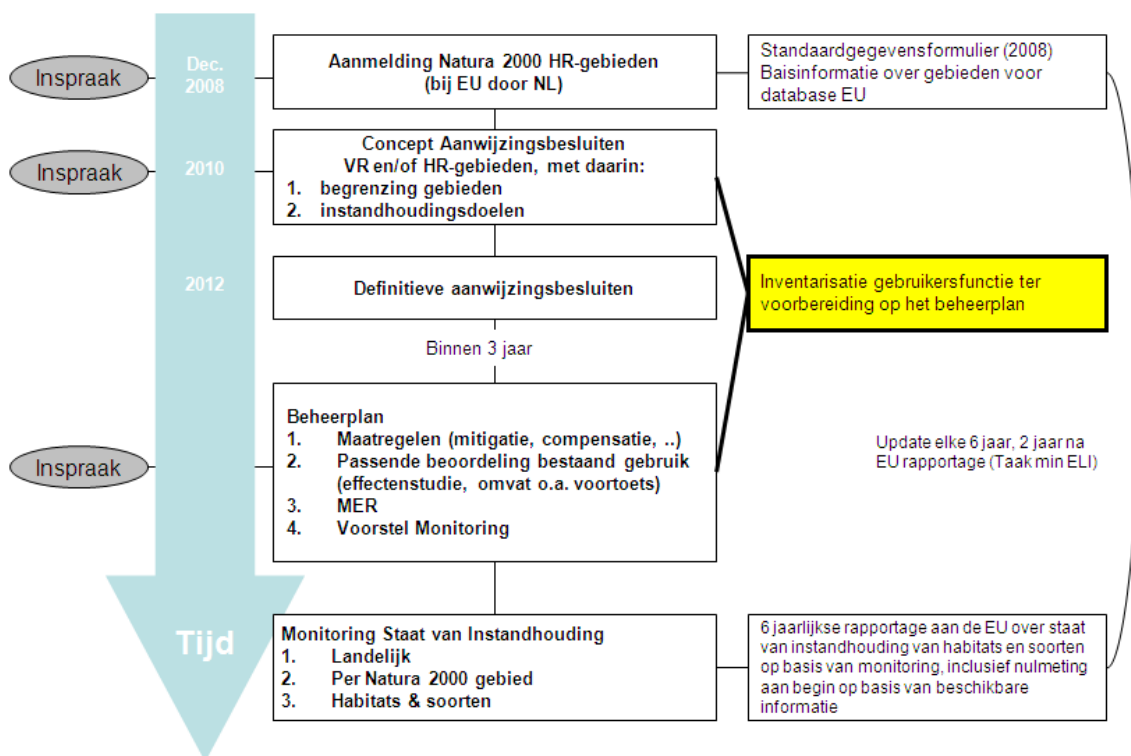 Inspraak
Dec.
2008
Aanmelding Natura 2000 HR-gebieden
(bij EU door NL)
Standaardgegevensformulier (2008)
Baisinformatie over gebieden voor
database EU
Inspraak
2010
Concept Aanwijzingsbesluiten
VR en/of HR-gebieden, met daarin:
1. begrenzing gebieden
2. instandhoudingsdoelen
2012
Definitieve aanwijzingsbesluiten
Inventarisatie gebruikersfunctie ter
voorbereiding op het beheerplan
Binnen 3 jaar
Inspraak
Beheerplan
1. Maatregelen (mitigatie, compensatie, ..)
2. Passende beoordeling bestaand gebruik
(effectenstudie, omvat o.a. voortoets)
3. MER
4. Voorstel Monitoring
Update elke 6 jaar, 2 jaar na
EU rapportage (Taak min ELI)
Tijd
Monitoring Staat van Instandhouding
1. Landelijk
2. Per Natura 2000 gebied
3. Habitats & soorten
6 jaarlijkse rapportage aan de EU over staat
van instandhouding van habitats en soorten
op basis van monitoring, inclusief nulmeting
aan begin op basis van beschikbare
informatie